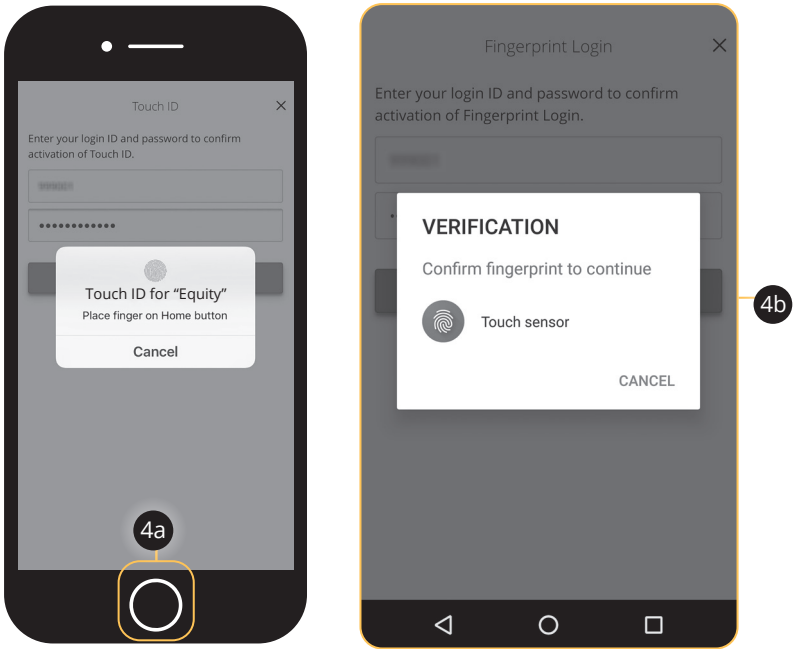 Touch ID
Enter your login ID and password to confirm
activation of Touch ID.
••••••••••••
Touch ID for “Equity”
Place finger on Home button
Cancel
4a
Fingerprint Login
Enter your login ID and password to confirm
activation of Fingerprint Login.
VERIFICATION
Confirm fingerprint to continue
Touch sensor
CANCEL
4b